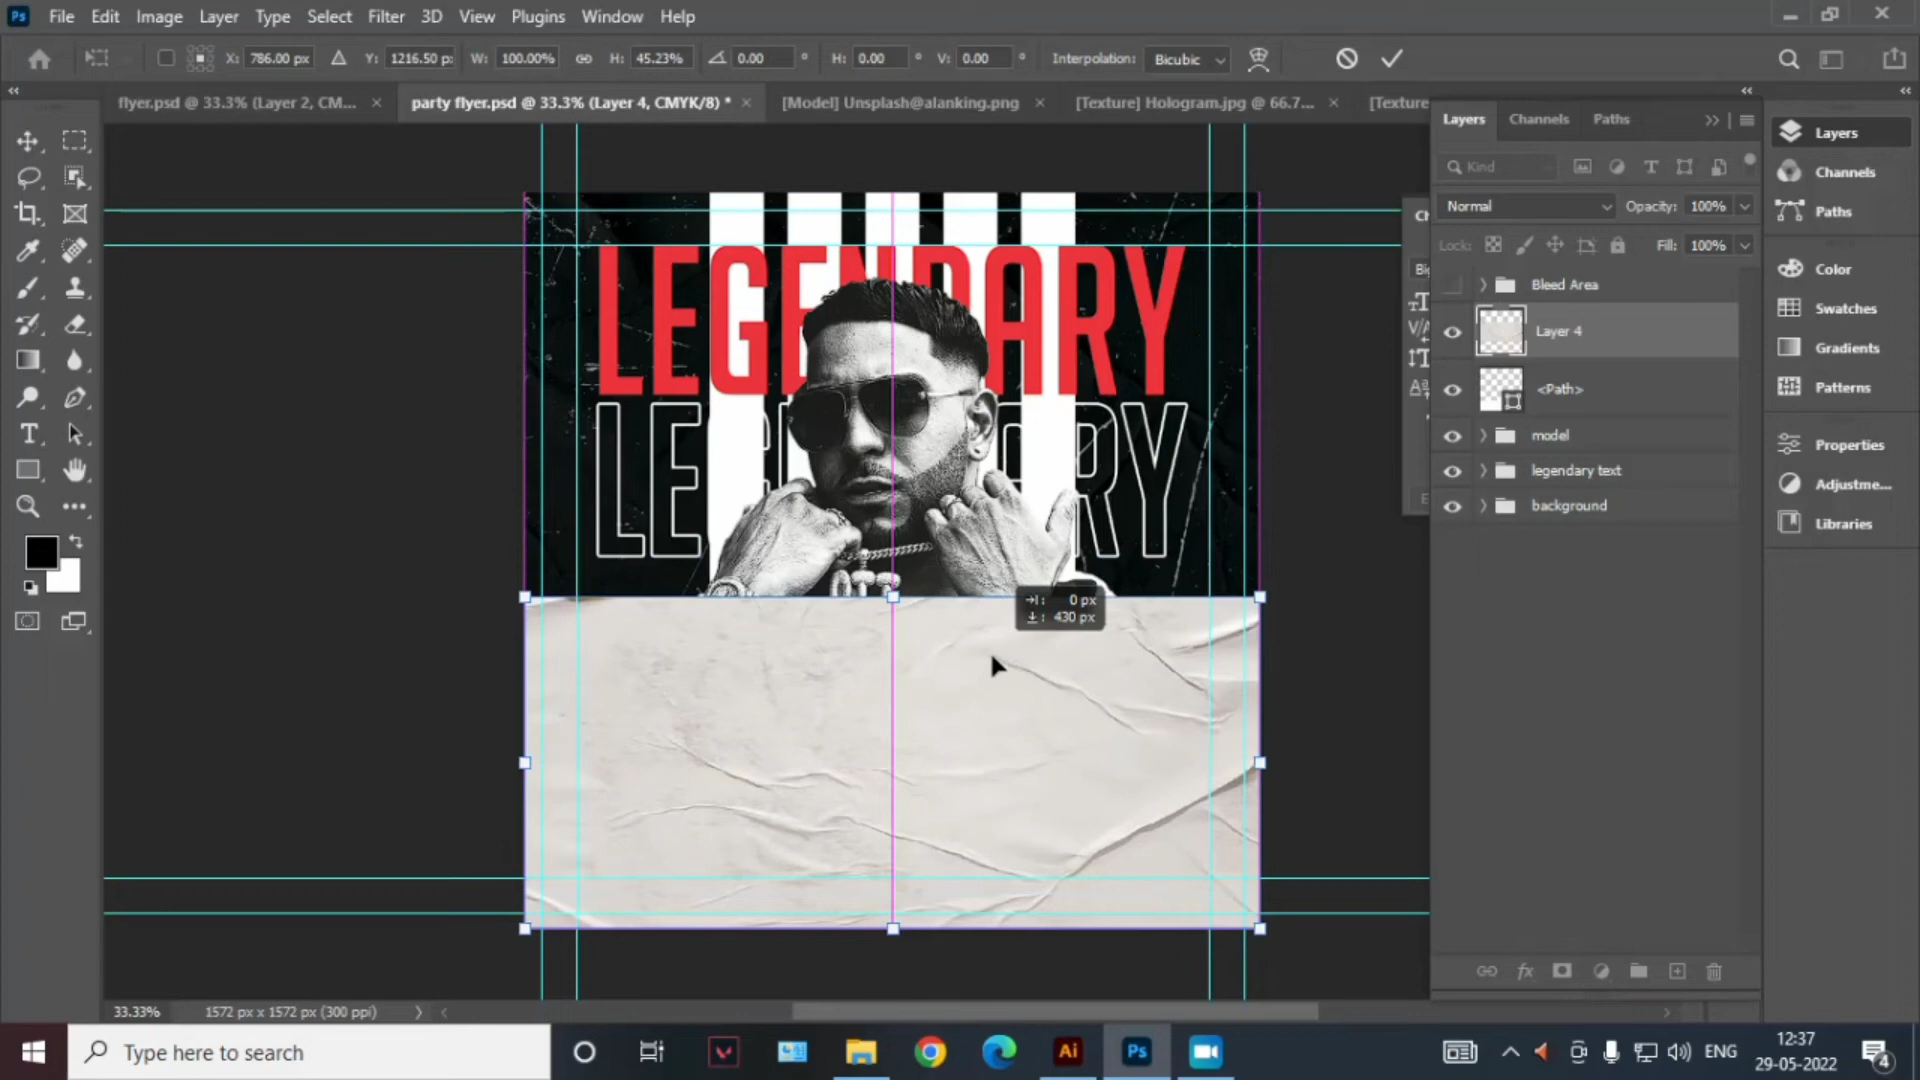 Ps File Edit Image Layer Type Select Filter 3D View Plugins Window Help
X: 786.00 px Y: 1216.50 p: W: 100.00% H: 45.23% 0.00 ° H: 0.00 ° V: 0.00 ° Interpolation: Bicubic
flyer.psd @ 33.3% (Layer 2, CM... × party flyer.psd @ 33.3% (Layer 4, CMYK/8) * × [Model] Unsplash@alanking.png × [Texture] Hologram.jpg @ 66.7... × [Texture
Layers Channels Paths
Kind
Normal Opacity: 100%
Lock: Fill: 100%
Bleed Area
Layer 4
<Path>
model
legendary text
background
Layers
Channels
Paths
Color
Swatches
Gradients
Patterns
Properties
Adjustme...
Libraries
LEGENDARY
LEGENDARY
0 px
430 px
33.33% 1572 px x 1572 px (300 ppi)
Type here to search
Ai Ps
ENG
12:37
29-05-2022
4